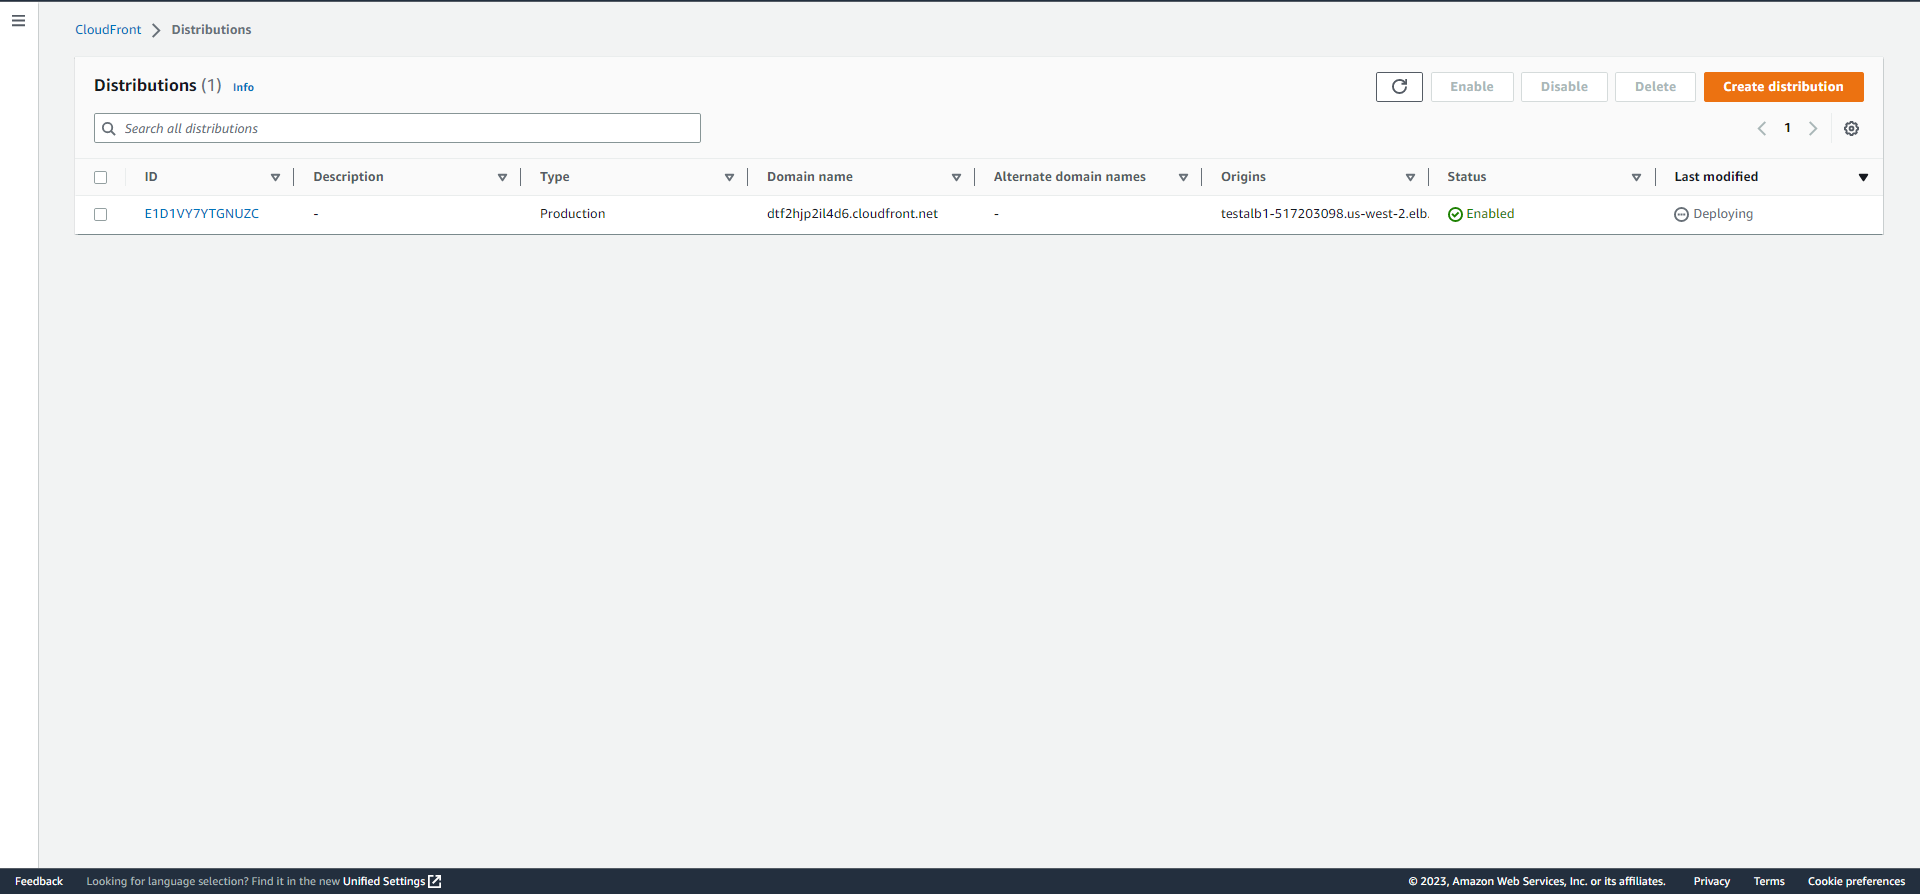 CloudFront > Distributions
Distributions (1) Info
Enable Disable Delete Create distribution
Search all distributions
1
ID Description Type Domain name Alternate domain names Origins Status Last modified
E1D1VY7YTGNUZC - Production dtf2hjp2il4d6.cloudfront.net - testalb1-517203098.us-west-2.elb. Enabled Deploying
Feedback Looking for language selection? Find it in the new Unified Settings © 2023, Amazon Web Services, Inc. or its affiliates. Privacy Terms Cookie preferences